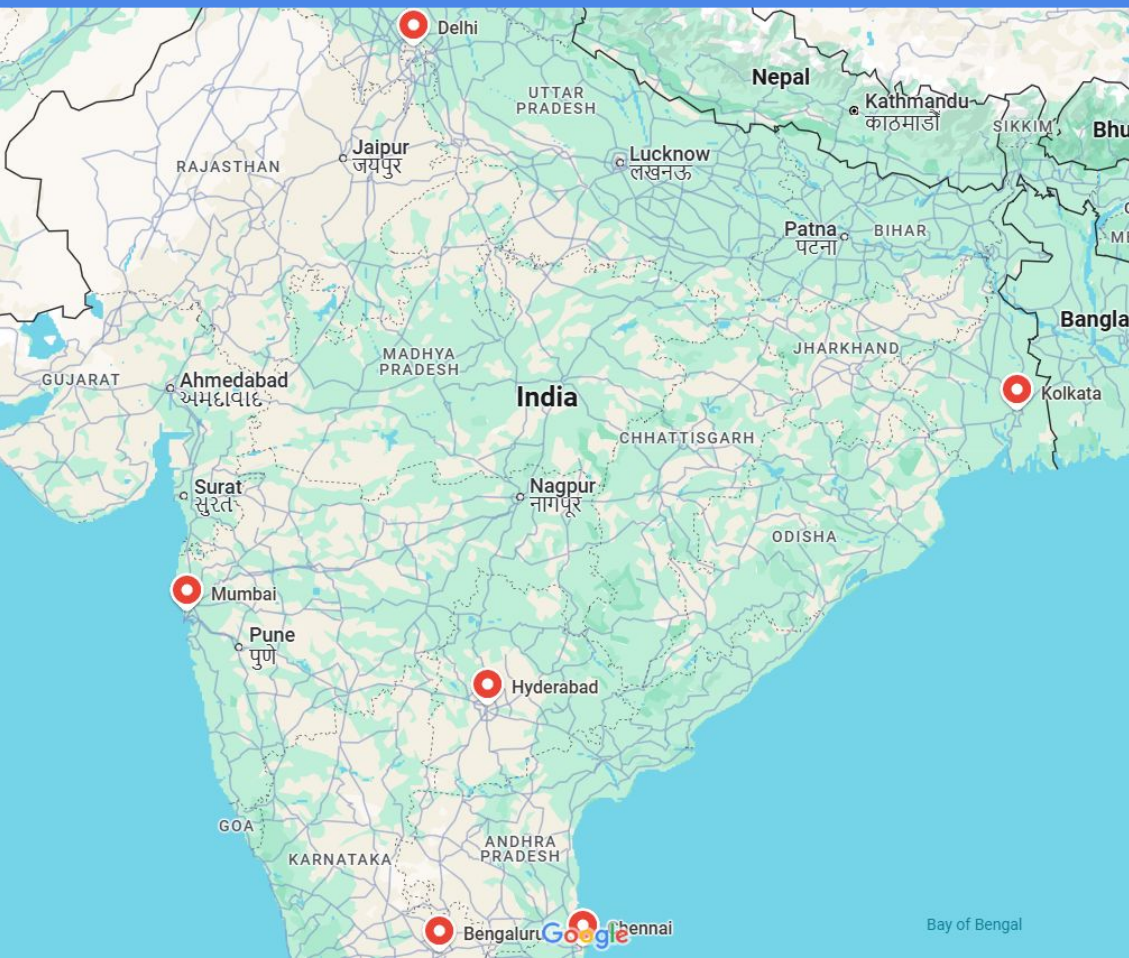 Delhi
Nepal
UTTAR
PRADESH
Kathmandu
काठमाडौँ
SIKKIM
Bhu
Jaipur
जयपुर
RAJASTHAN
Lucknow
लखनऊ
Patna
पटना
BIHAR
Bangla
MADHYA
PRADESH
JHARKHAND
GUJARAT
Ahmedabad
અમદાવાદ
India
Kolkata
CHHATTISGARH
Surat
સુરત
Nagpur
नागपूर
ODISHA
Mumbai
Pune
पुणे
Hyderabad
GOA
KARNATAKA
ANDHRA
PRADESH
Bengaluru
Google
Chennai
Bay of Bengal